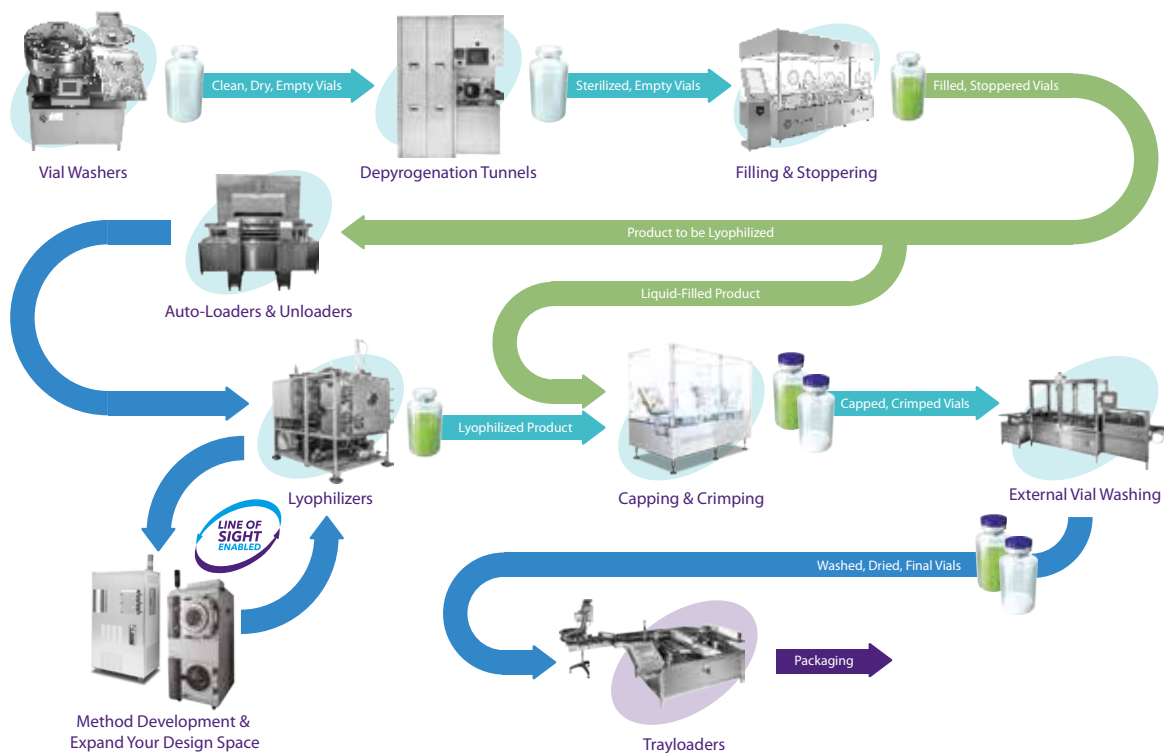 Clean, Dry, Empty Vials
Sterilized, Empty Vials
Filled, Stoppered Vials
Vial Washers
Depyrogenation Tunnels
Filling & Stoppering
Product to be Lyophilized
Liquid-Filled Product
Auto-Loaders & Unloaders
Lyophilized Product
Capped, Crimped Vials
Lyophilizers
Capping & Crimping
External Vial Washing
LINE OF
SIGHT
ENABLED
Washed, Dried, Final Vials
Packaging
Method Development &
Expand Your Design Space
Trayloaders